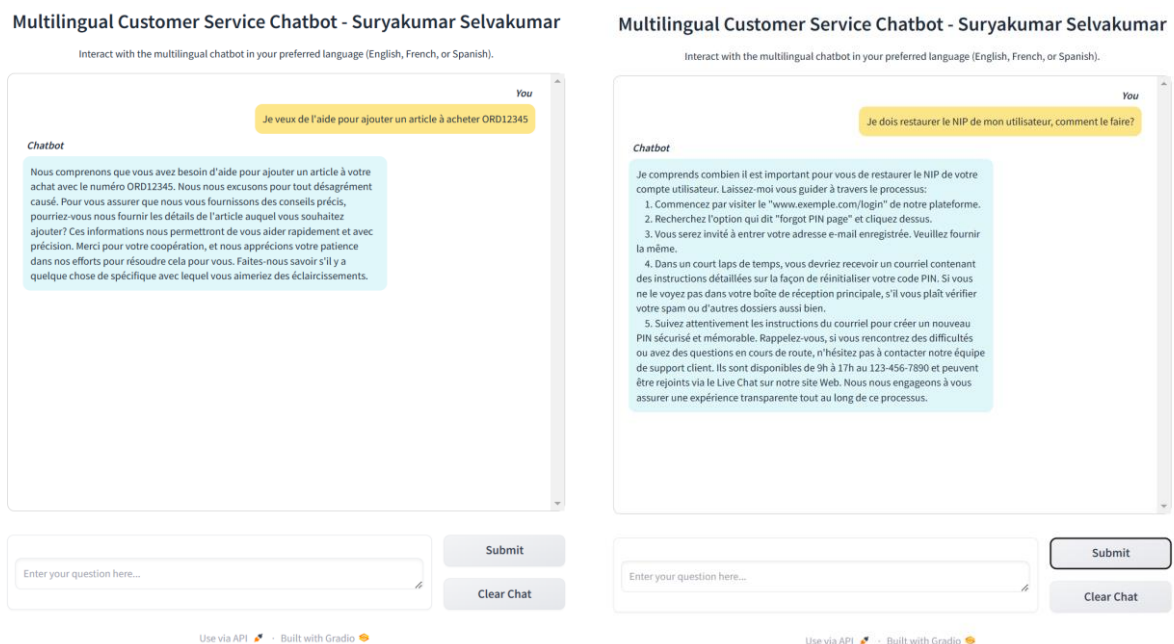 Multilingual Customer Service Chatbot - Suryakumar Selvakumar
Interact with the multilingual chatbot in your preferred language (English, French, or Spanish).
You
Je veux de l'aide pour ajouter un article à acheter ORD12345
Chatbot
Nous comprenons que vous avez besoin d'aide pour ajouter un article à votre
achat avec le numéro ORD12345. Nous nous excusons pour tout désagrément
causé. Pour vous assurer que nous vous fournissons des conseils précis,
pourriez-vous nous fournir les détails de l'article auquel vous souhaitez
ajouter? Ces informations nous permettront de vous aider rapidement et avec
précision. Merci pour votre coopération, et nous apprécions votre patience
dans nos efforts pour résoudre cela pour vous. Faites-nous savoir s'il y a
quelque chose de spécifique avec lequel vous aimeriez des éclaircissements.
Enter your question here...
Submit
Clear Chat
Use via API · Built with Gradio
Multilingual Customer Service Chatbot - Suryakumar Selvakumar
Interact with the multilingual chatbot in your preferred language (English, French, or Spanish).
You
Je dois restaurer le NIP de mon utilisateur, comment le faire?
Chatbot
Je comprends combien il est important pour vous de restaurer le NIP de votre
compte utilisateur. Laissez-moi vous guider à travers le processus:
1. Commencez par visiter le "www.exemple.com/login" de notre plateforme.
2. Recherchez l'option qui dit "forgot PIN page" et cliquez dessus.
3. Vous serez invité à entrer votre adresse e-mail enregistrée. Veuillez fournir
la même.
4. Dans un court laps de temps, vous devriez recevoir un courriel contenant
des instructions détaillées sur la façon de réinitialiser votre code PIN. Si vous
ne le voyez pas dans votre boîte de réception principale, s'il vous plaît vérifier
votre spam ou d'autres dossiers aussi bien.
5. Suivez attentivement les instructions du courriel pour créer un nouveau
PIN sécurisé et mémorable. Rappelez-vous, si vous rencontrez des difficultés
ou avez des questions en cours de route, n'hésitez pas à contacter notre équipe
de support client. Ils sont disponibles de 9h à 17h au 123-456-7890 et peuvent
être rejoints via le Live Chat sur notre site Web. Nous nous engageons à vous
assurer une expérience transparente tout au long de ce processus.
Enter your question here...
Submit
Clear Chat
Use via API · Built with Gradio